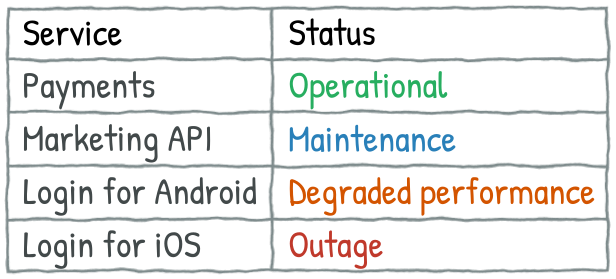 Service Status
Payments Operational
Marketing API Maintenance
Login for Android Degraded performance
Login for iOS Outage